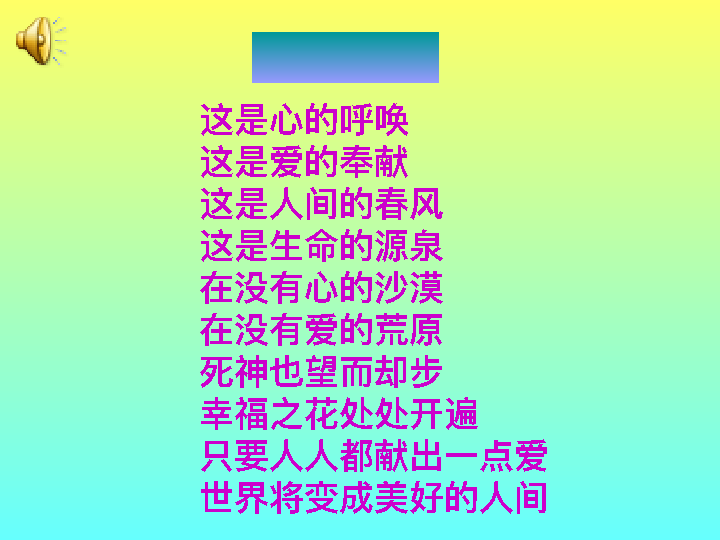 这是心的呼唤
这是爱的奉献
这是人间的春风
这是生命的源泉
在没有心的沙漠
在没有爱的荒原
死神也望而却步
幸福之花处处开遍
只要人人都献出一点爱
世界将变成美好的人间